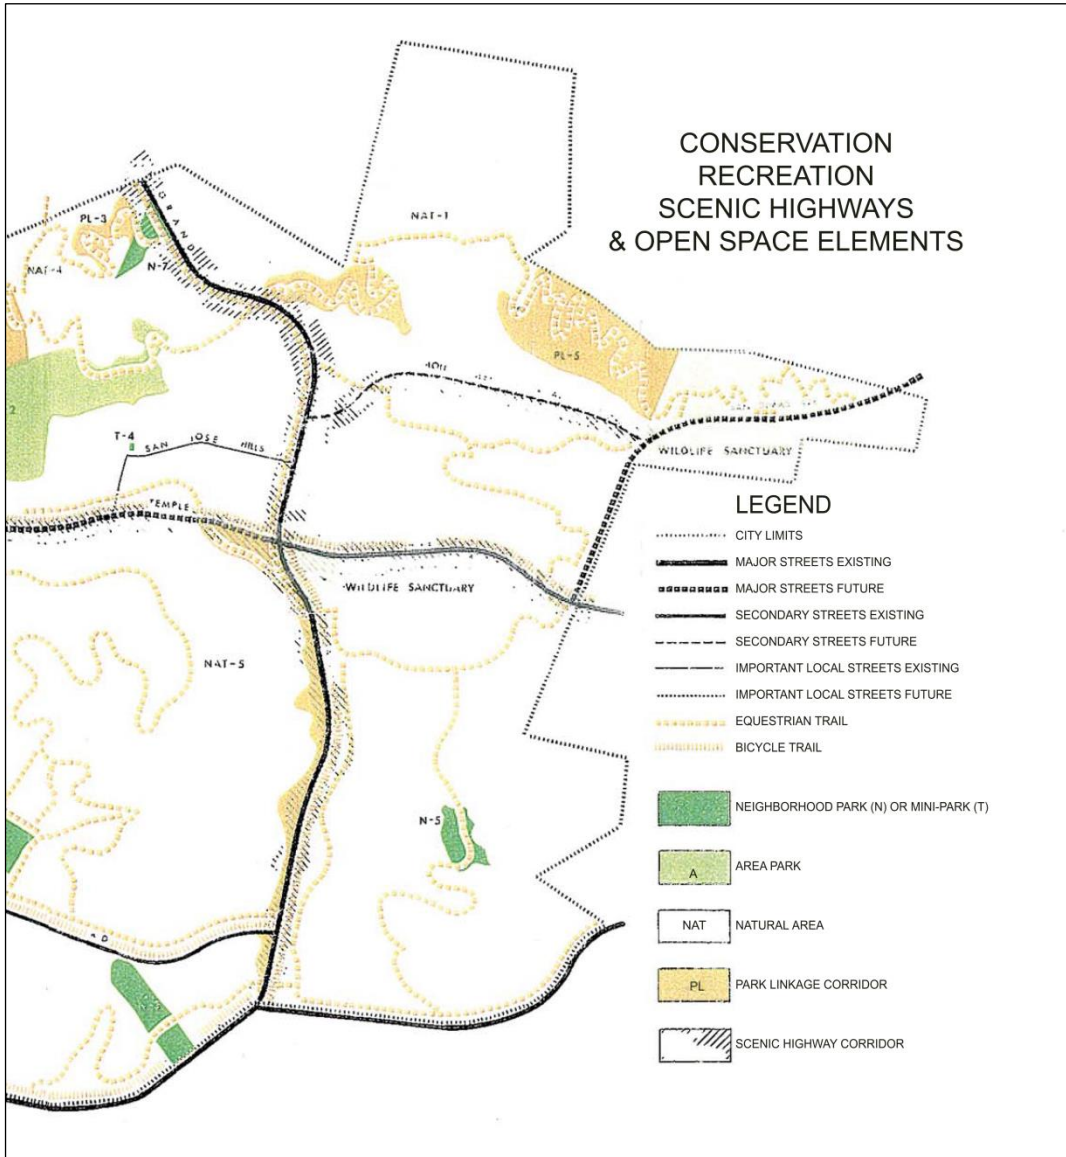 CONSERVATION
RECREATION
SCENIC HIGHWAYS
& OPEN SPACE ELEMENTS
GRAND
PL-3
NAT-1
NAT-4
N-7
PL-5
2
T-4
SAN JOSE HILLS
WILDLIFE SANCTUARY
TEMPLE
WILDLIFE SANCTUARY
NAT-5
N-5
LEGEND
CITY LIMITS
MAJOR STREETS EXISTING
MAJOR STREETS FUTURE
SECONDARY STREETS EXISTING
SECONDARY STREETS FUTURE
IMPORTANT LOCAL STREETS EXISTING
IMPORTANT LOCAL STREETS FUTURE
EQUESTRIAN TRAIL
BICYCLE TRAIL
NEIGHBORHOOD PARK (N) OR MINI-PARK (T)
A AREA PARK
NAT NATURAL AREA
PL PARK LINKAGE CORRIDOR
SCENIC HIGHWAY CORRIDOR